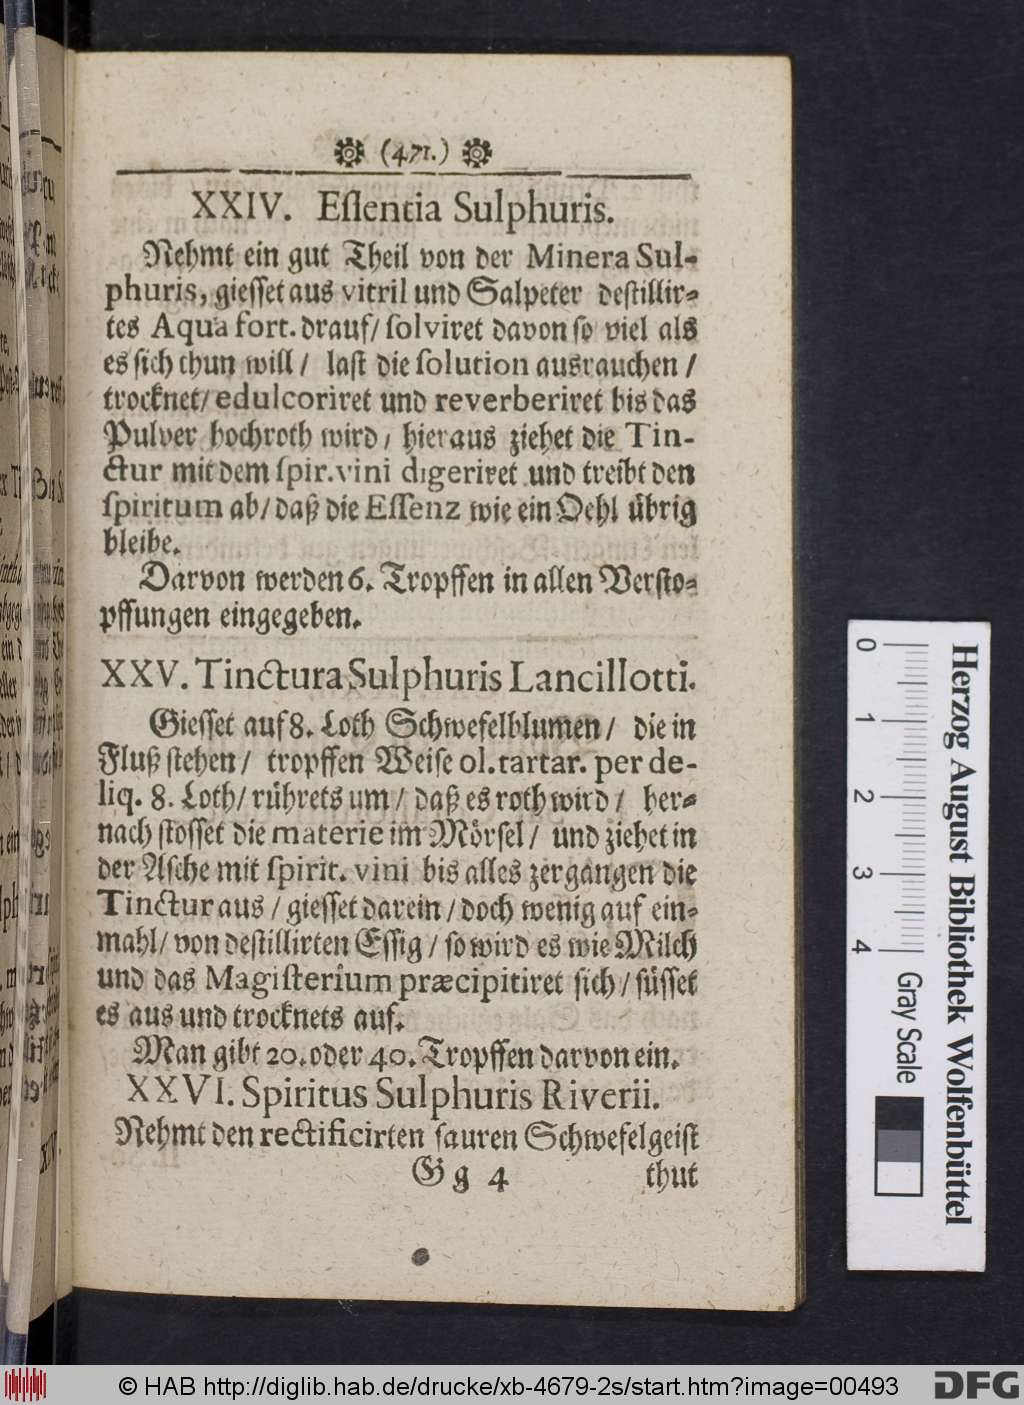 (471.)
XXIV. Eſſentia Sulphuris.
Nehmt ein gut Theil von der Minera Sul-
phuris, gieſſet aus vitril und Salpeter deſtillir-
tes Aqua fort. drauf/ ſolviret davon ſo viel als
es ſich thun will / laſt die ſolution ausrauchen /
trocknet/ edulcoriret und reverberiret bis das
Pulver hochroth wird/ hieraus ziehet die Tin-
ctur mit dem ſpir. vini digeriret und treibt den
ſpiritum ab/ daß die Eſſenz wie ein Oehl übrig
bleibe.
Darvon werden 6. Tropffen in allen Verſto-
pffungen eingegeben.
XXV. Tinctura Sulphuris Lancillotti.
Gieſſet auf 8. Loth Schwefelblumen/ die in
Fluß ſtehen/ tropffen Weiſe ol. tartar. per de-
liq. 8. Loth/ rührets um/ daß es roth wird/ her-
nach ſtoſſet die materie im Mörſel/ und ziehet in
der Aſche mit ſpirit. vini bis alles zergangen die
Tinctur aus / gieſſet darein / doch wenig auf ein-
mahl/ von deſtillirten Eſſig / ſo wird es wie Milch
und das Magiſterium præcipitiret ſich / ſüſſet
es aus und trocknets auf.
Man gibt 20. oder 40. Tropffen darvon ein.
XXVI. Spiritus Sulphuris Riverii.
Nehmt den rectificirten ſauren Schwefelgeiſt
Gg 4 thut
0 1 2 3 4
Gray Scale
Herzog August Bibliothek Wolfenbüttel
© HAB http://diglib.hab.de/drucke/xb-4679-2s/start.htm?image=00493
DFG